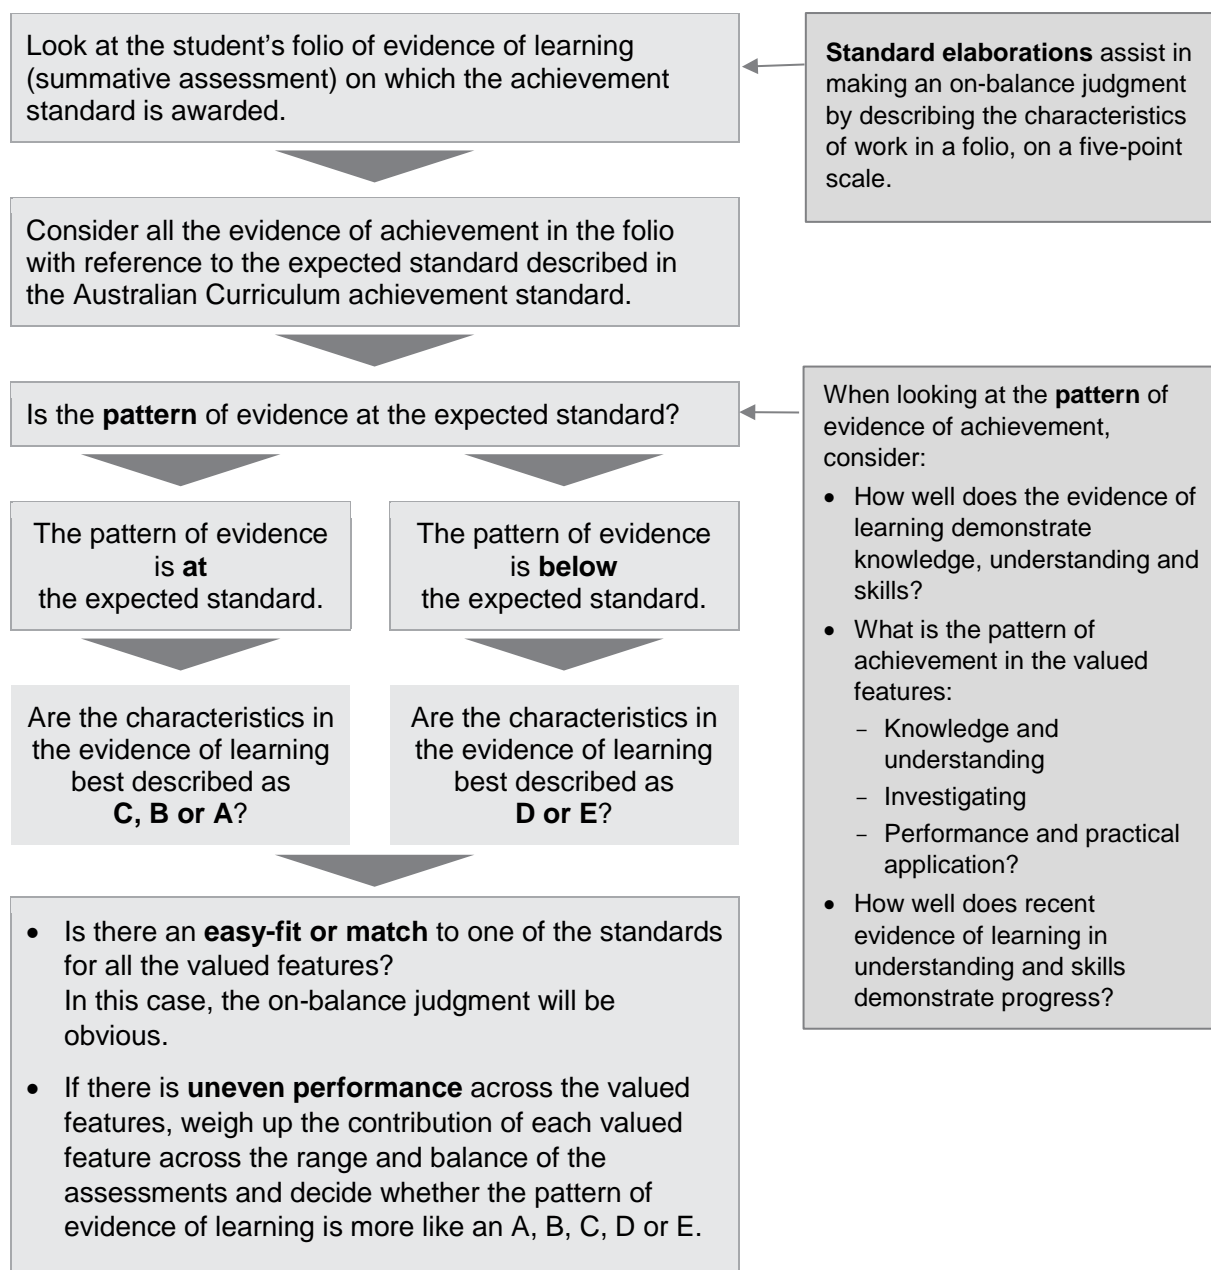 Look at the student’s folio of evidence of learning
(summative assessment) on which the achievement
standard is awarded.
Standard elaborations assist in
making an on-balance judgment
by describing the characteristics
of work in a folio, on a five-point
scale.
Consider all the evidence of achievement in the folio
with reference to the expected standard described in
the Australian Curriculum achievement standard.
Is the pattern of evidence at the expected standard?
When looking at the pattern of
evidence of achievement,
consider:
• How well does the evidence of
learning demonstrate
knowledge, understanding and
skills?
• What is the pattern of
achievement in the valued
features:
– Knowledge and
understanding
– Investigating
– Performance and practical
application?
• How well does recent
evidence of learning in
understanding and skills
demonstrate progress?
The pattern of evidence
is at
the expected standard.
The pattern of evidence
is below
the expected standard.
Are the characteristics in
the evidence of learning
best described as
C, B or A?
Are the characteristics in
the evidence of learning
best described as
D or E?
• Is there an easy-fit or match to one of the standards
for all the valued features?
In this case, the on-balance judgment will be
obvious.
• If there is uneven performance across the valued
features, weigh up the contribution of each valued
feature across the range and balance of the
assessments and decide whether the pattern of
evidence of learning is more like an A, B, C, D or E.